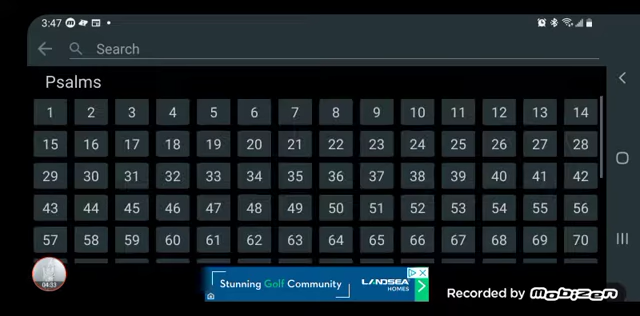 3:47
Search
Psalms
1 2 3 4 5 6 7 8 9 10 11 12 13 14
15 16 17 18 19 20 21 22 23 24 25 26 27 28
29 30 31 32 33 34 35 36 37 38 39 40 41 42
43 44 45 46 47 48 49 50 51 52 53 54 55 56
57 58 59 60 61 62 63 64 65 66 67 68 69 70
04:33
Stunning Golf Community
LANDSEA
HOMES
Recorded by mobizen